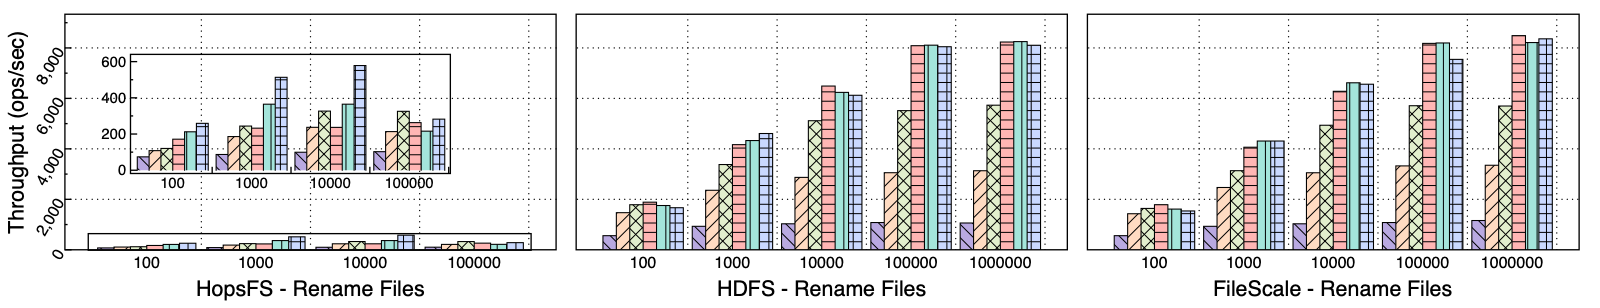 Throughput (ops/sec)
8,000
6,000
4,000
2,000
0
600
400
200
0
100 1000 10000 100000
100 1000 10000 100000
HopsFS - Rename Files
100 1000 10000 100000 1000000
HDFS - Rename Files
100 1000 10000 100000 1000000
FileScale - Rename Files